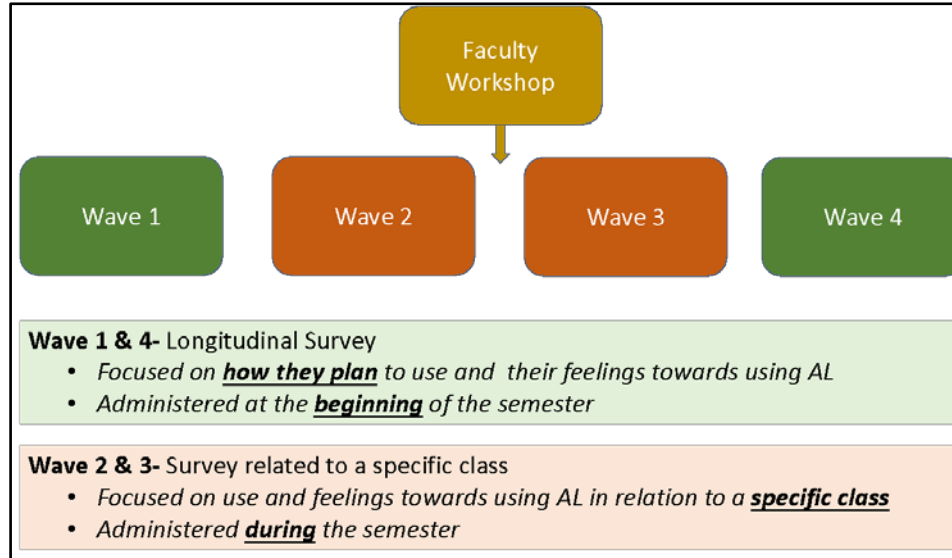 Faculty
Workshop
Wave 1
Wave 2
Wave 3
Wave 4
Wave 1 & 4- Longitudinal Survey
• Focused on how they plan to use and their feelings towards using AL
• Administered at the beginning of the semester
Wave 2 & 3- Survey related to a specific class
• Focused on use and feelings towards using AL in relation to a specific class
• Administered during the semester